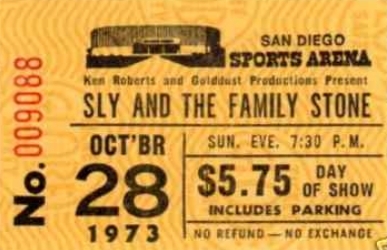 No. 009088
SAN DIEGO
SPORTS ARENA
Ken Roberts and Golddust Productions Present
SLY AND THE FAMILY STONE
OCT'BR
28
1973
SUN. EVE. 7:30 P.M.
$5.75 DAY OF SHOW
INCLUDES PARKING
NO REFUND — NO EXCHANGE